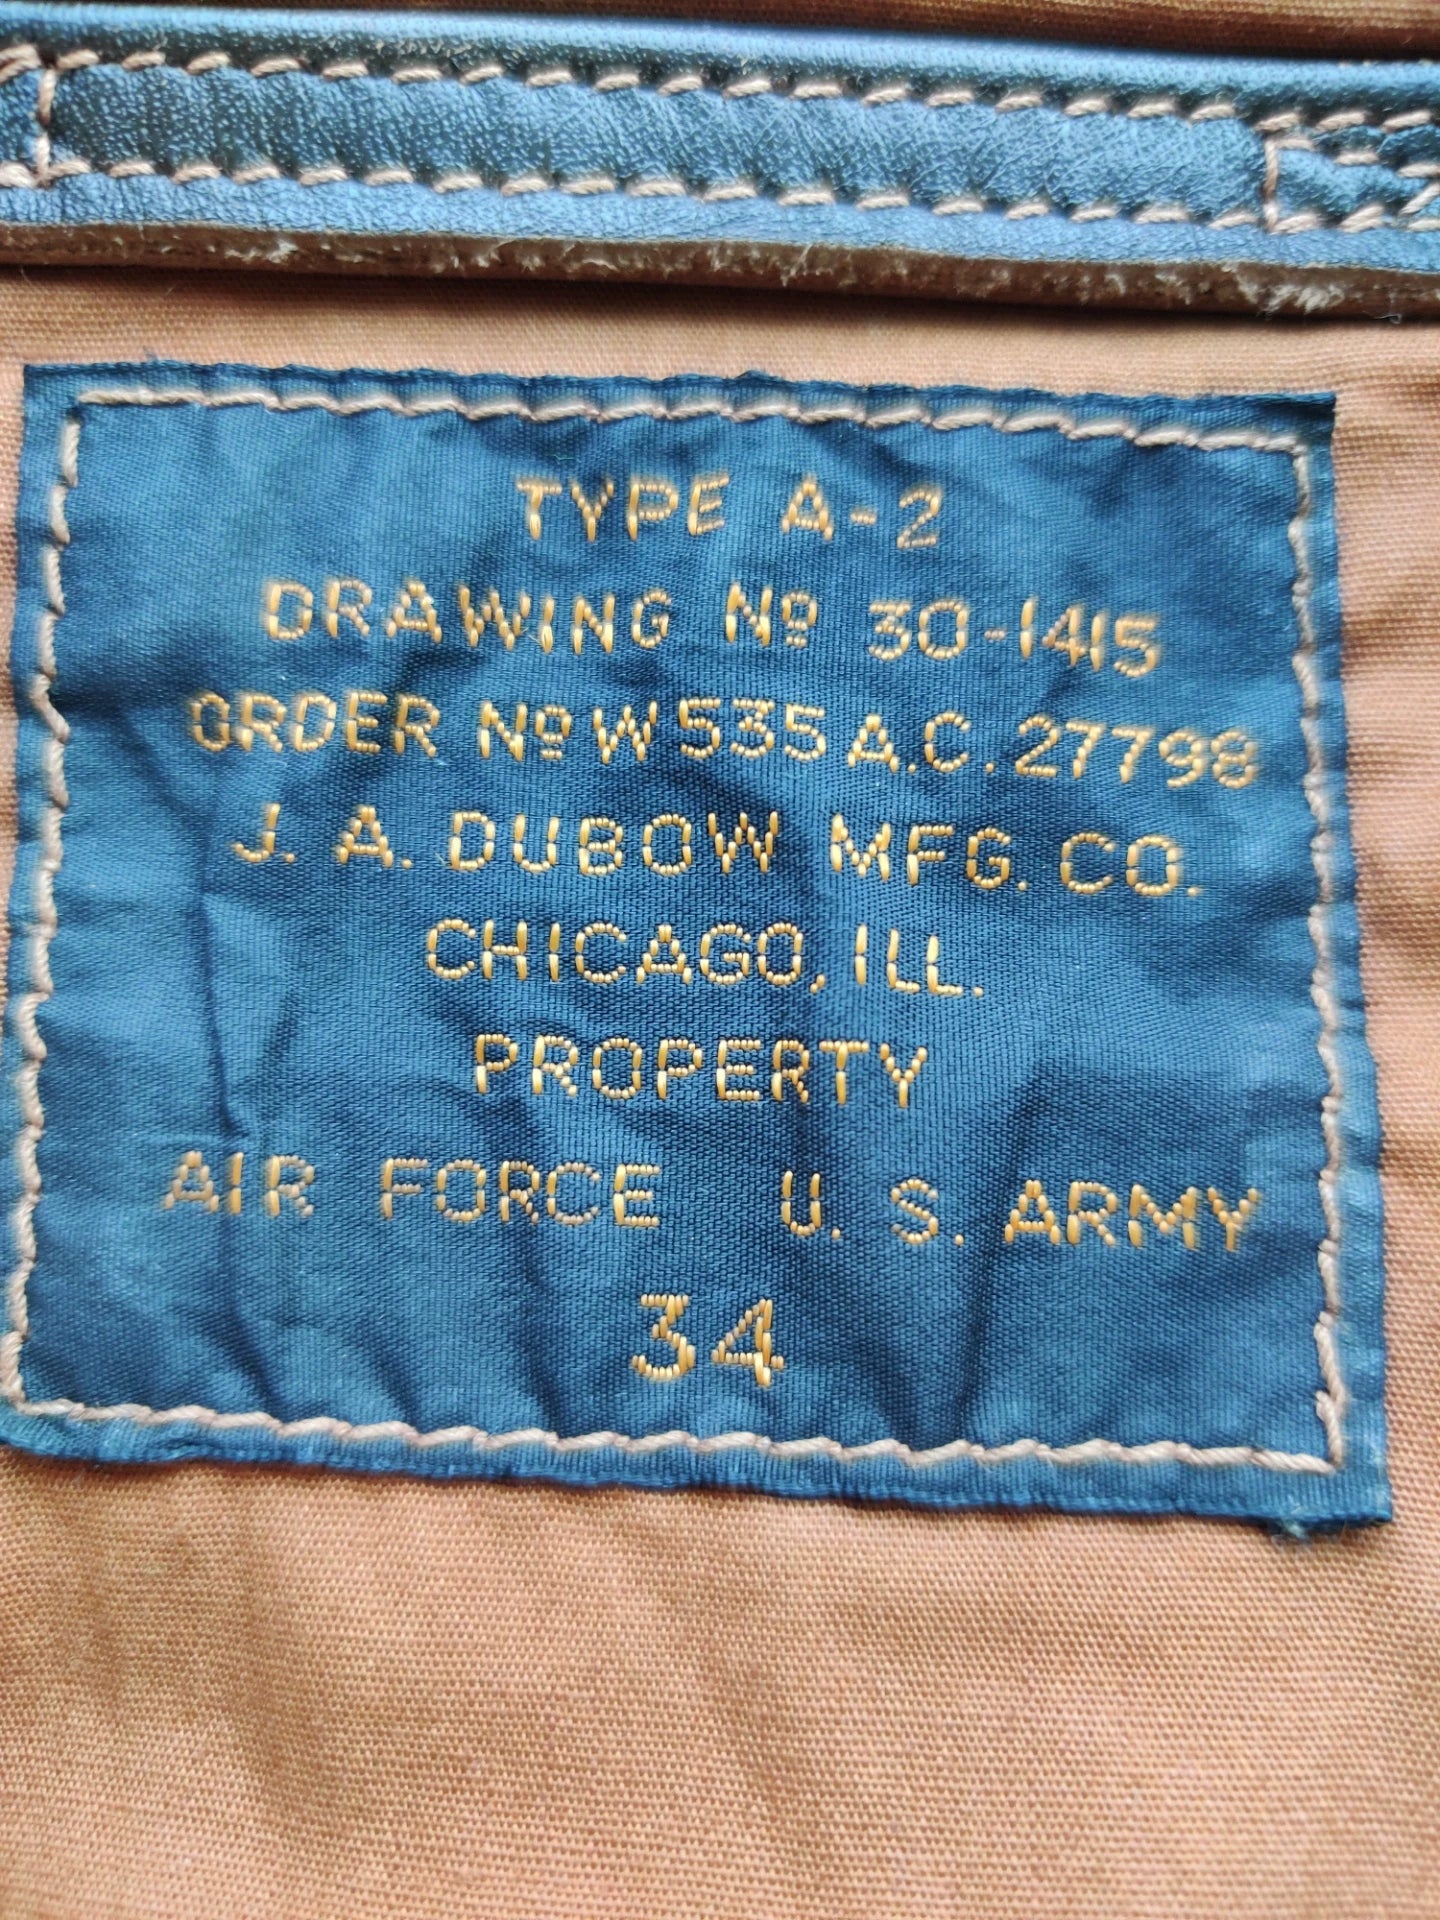 TYPE A-2
DRAWING Nº 30-1415
ORDER Nº W535 A.C. 27798
J. A. DUBOW MFG. CO.
CHICAGO, ILL.
PROPERTY
AIR FORCE U. S. ARMY
34